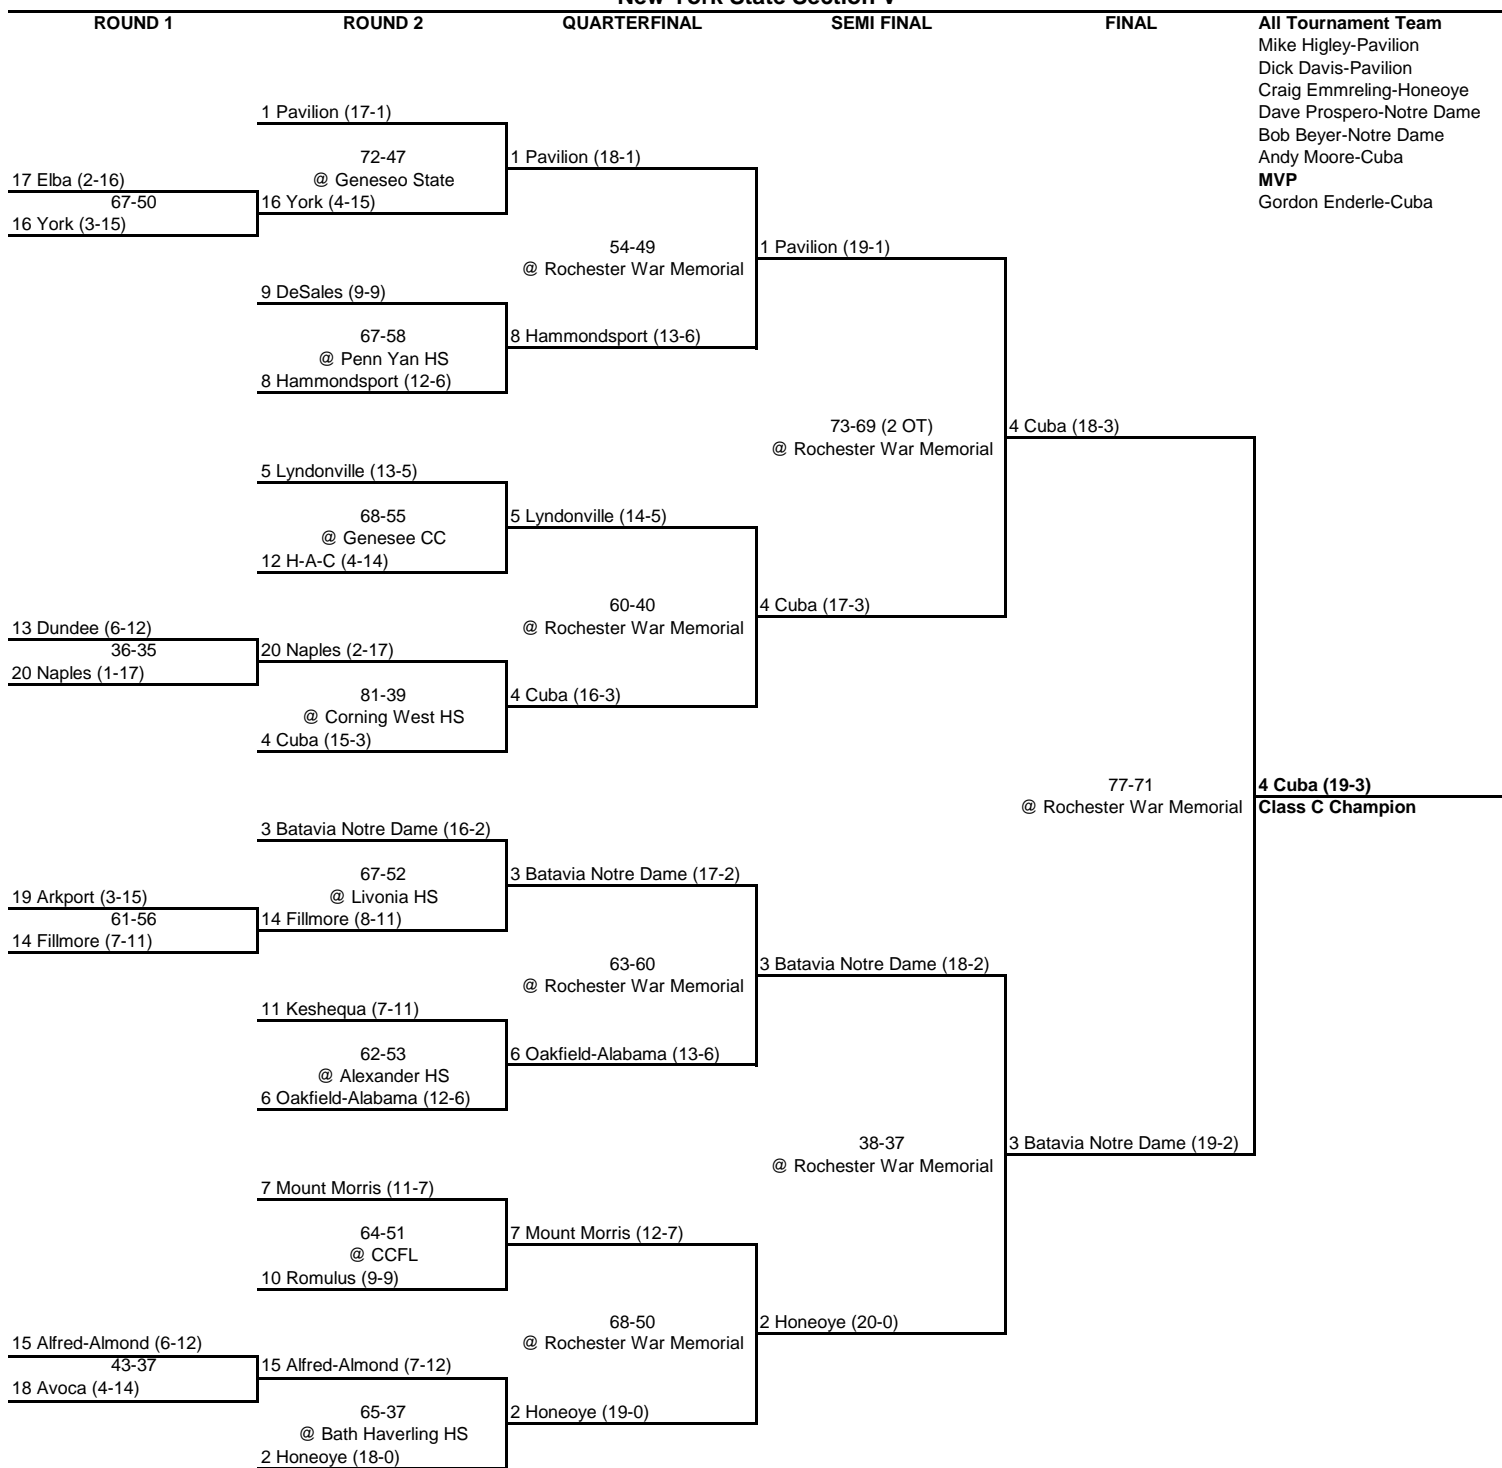 New York State Section V
ROUND 1 ROUND 2 QUARTERFINAL SEMI FINAL FINAL All Tournament Team
Mike Higley-Pavilion
Dick Davis-Pavilion
Craig Emmreling-Honeoye
1 Pavilion (17-1) Dave Prospero-Notre Dame
Bob Beyer-Notre Dame
72-47 1 Pavilion (18-1) Andy Moore-Cuba
17 Elba (2-16) @ Geneseo State MVP
67-50 16 York (4-15) Gordon Enderle-Cuba
16 York (3-15)
54-49 1 Pavilion (19-1)
@ Rochester War Memorial
9 DeSales (9-9)
67-58 8 Hammondsport (13-6)
@ Penn Yan HS
8 Hammondsport (12-6)
73-69 (2 OT) 4 Cuba (18-3)
@ Rochester War Memorial
5 Lyndonville (13-5)
68-55 5 Lyndonville (14-5)
@ Genesee CC
12 H-A-C (4-14)
60-40 4 Cuba (17-3)
13 Dundee (6-12) @ Rochester War Memorial
36-35 20 Naples (2-17)
20 Naples (1-17)
81-39 4 Cuba (16-3)
@ Corning West HS
4 Cuba (15-3)
77-71 4 Cuba (19-3)
@ Rochester War Memorial Class C Champion
3 Batavia Notre Dame (16-2)
67-52 3 Batavia Notre Dame (17-2)
19 Arkport (3-15) @ Livonia HS
61-56 14 Fillmore (8-11)
14 Fillmore (7-11)
63-60 3 Batavia Notre Dame (18-2)
@ Rochester War Memorial
11 Keshequa (7-11)
62-53 6 Oakfield-Alabama (13-6)
@ Alexander HS
6 Oakfield-Alabama (12-6)
38-37 3 Batavia Notre Dame (19-2)
@ Rochester War Memorial
7 Mount Morris (11-7)
64-51 7 Mount Morris (12-7)
@ CCFL
10 Romulus (9-9)
68-50 2 Honeoye (20-0)
15 Alfred-Almond (6-12) @ Rochester War Memorial
43-37 15 Alfred-Almond (7-12)
18 Avoca (4-14)
65-37 2 Honeoye (19-0)
@ Bath Haverling HS
2 Honeoye (18-0)